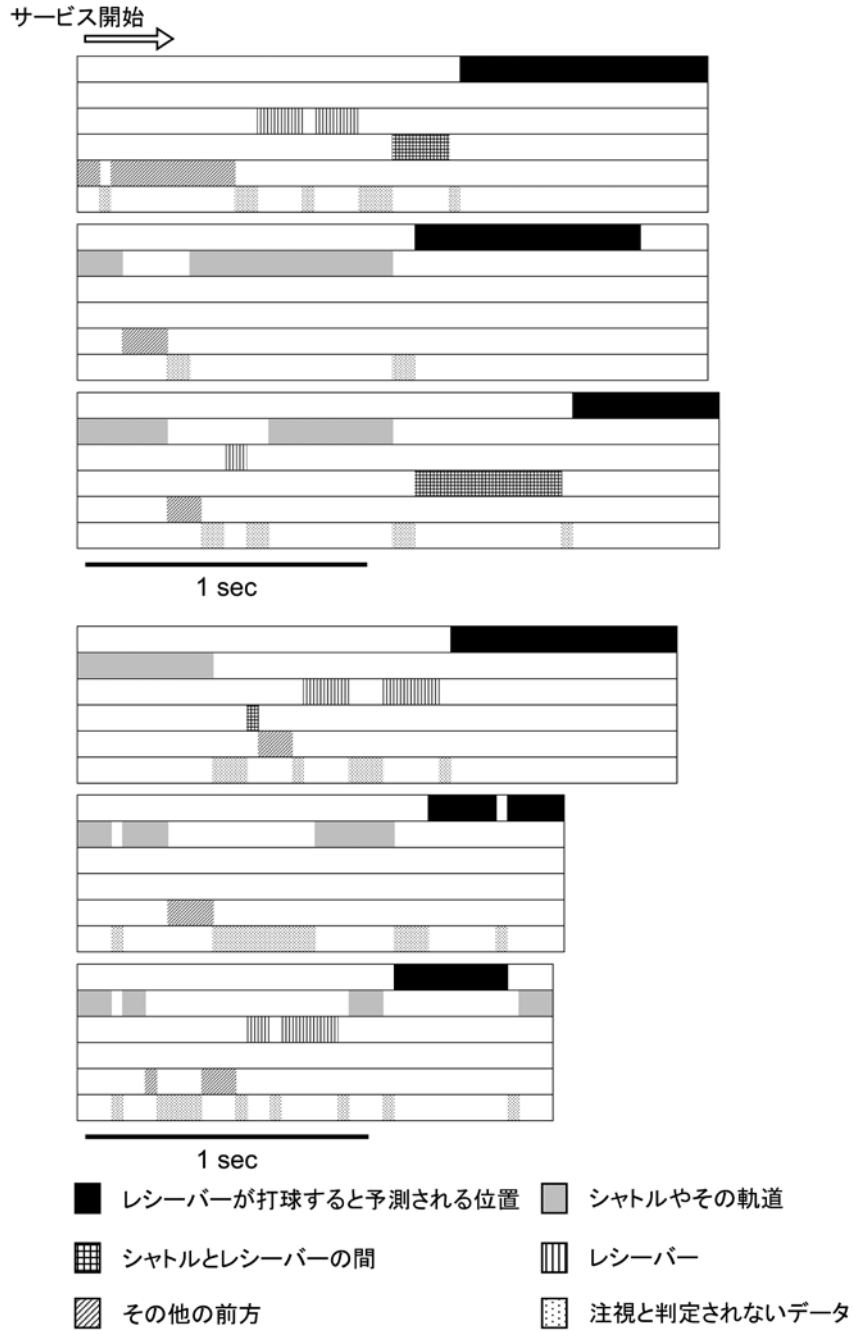 サービス開始
1 sec
1 sec
レシーバーが打球すると予測される位置
シャトルやその軌道
シャトルとレシーバーの間
レシーバー
その他の前方
注視と判定されないデータ